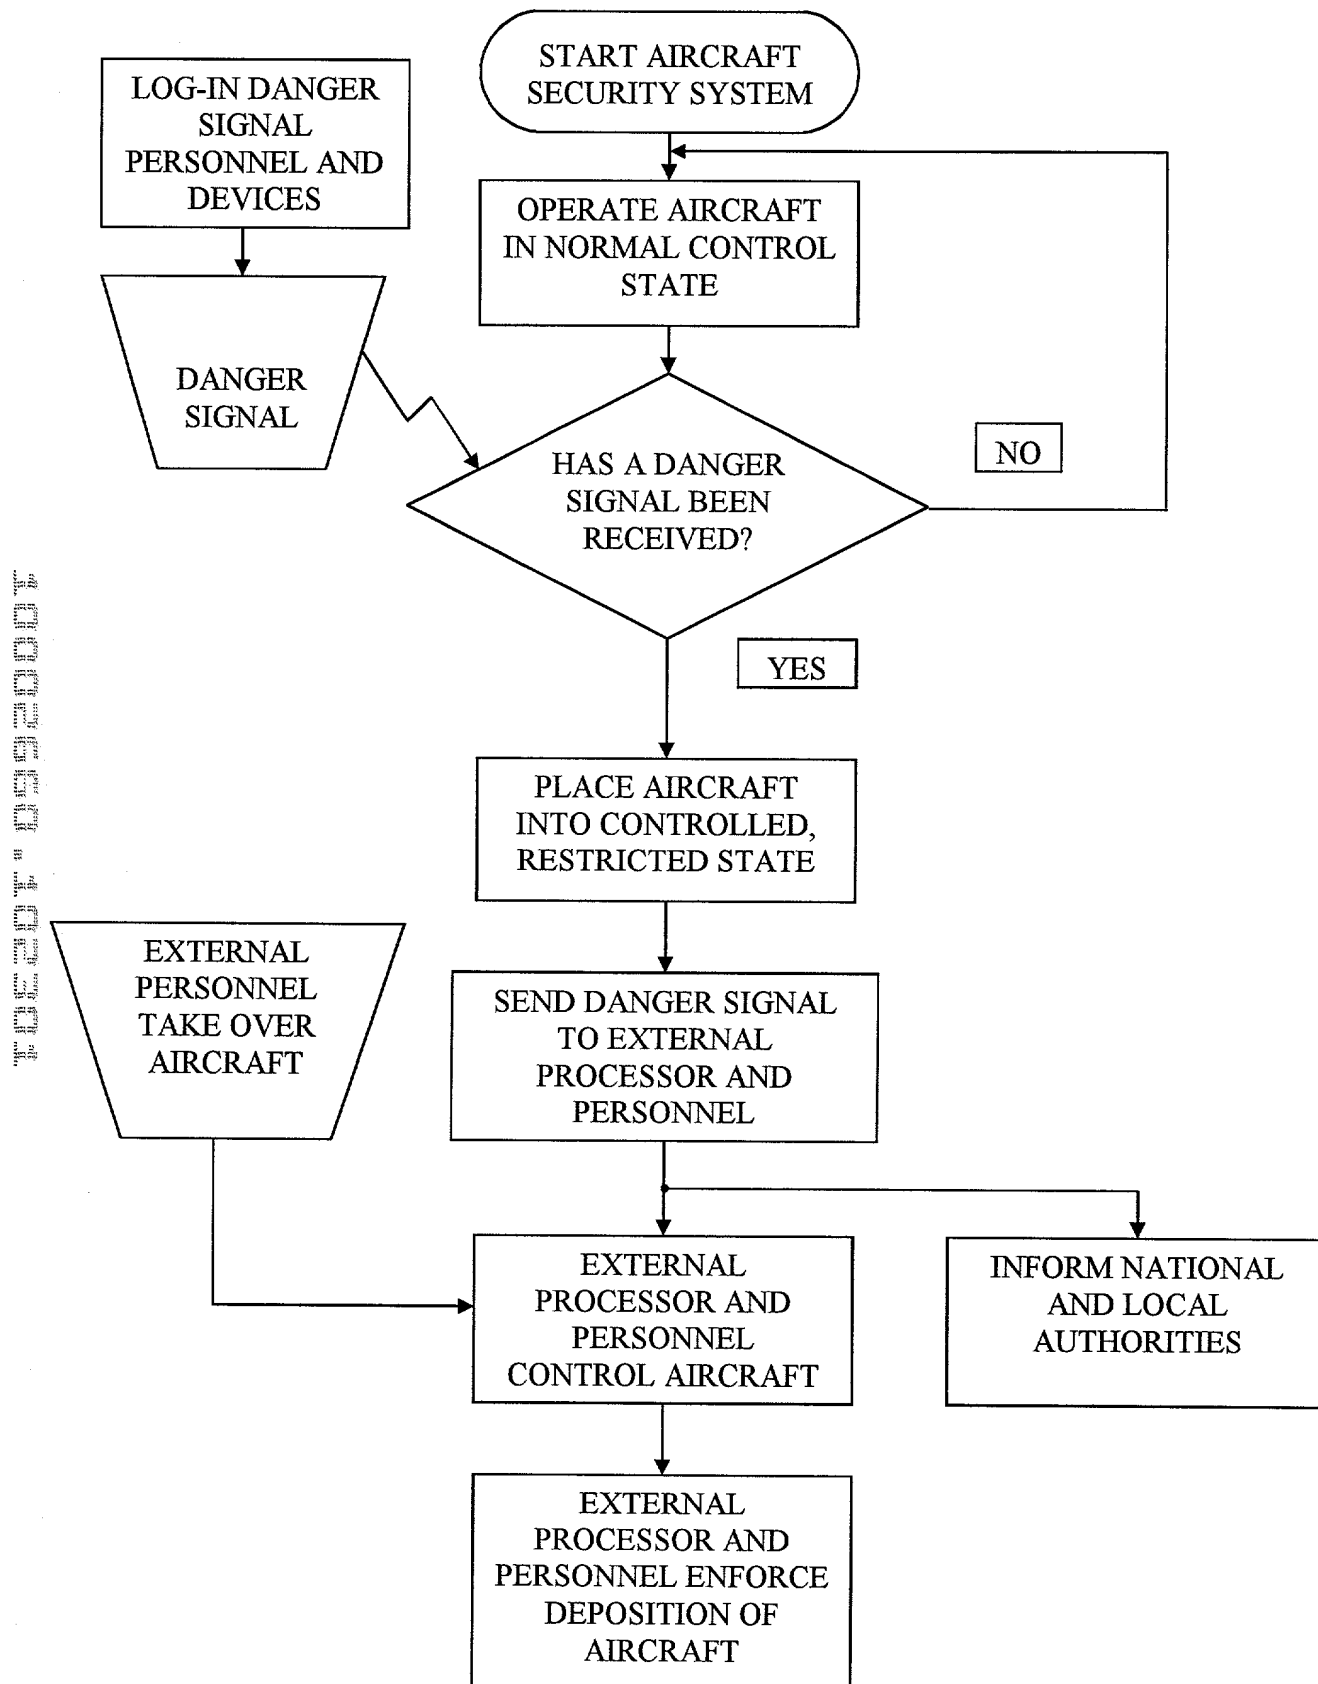 START AIRCRAFT
SECURITY SYSTEM
LOG-IN DANGER
SIGNAL
PERSONNEL AND
DEVICES
OPERATE AIRCRAFT
IN NORMAL CONTROL
STATE
DANGER
SIGNAL
HAS A DANGER
SIGNAL BEEN
RECEIVED?
NO
YES
PLACE AIRCRAFT
INTO CONTROLLED,
RESTRICTED STATE
EXTERNAL
PERSONNEL
TAKE OVER
AIRCRAFT
SEND DANGER SIGNAL
TO EXTERNAL
PROCESSOR AND
PERSONNEL
EXTERNAL
PROCESSOR AND
PERSONNEL
CONTROL AIRCRAFT
INFORM NATIONAL
AND LOCAL
AUTHORITIES
EXTERNAL
PROCESSOR AND
PERSONNEL ENFORCE
DEPOSITION OF
AIRCRAFT